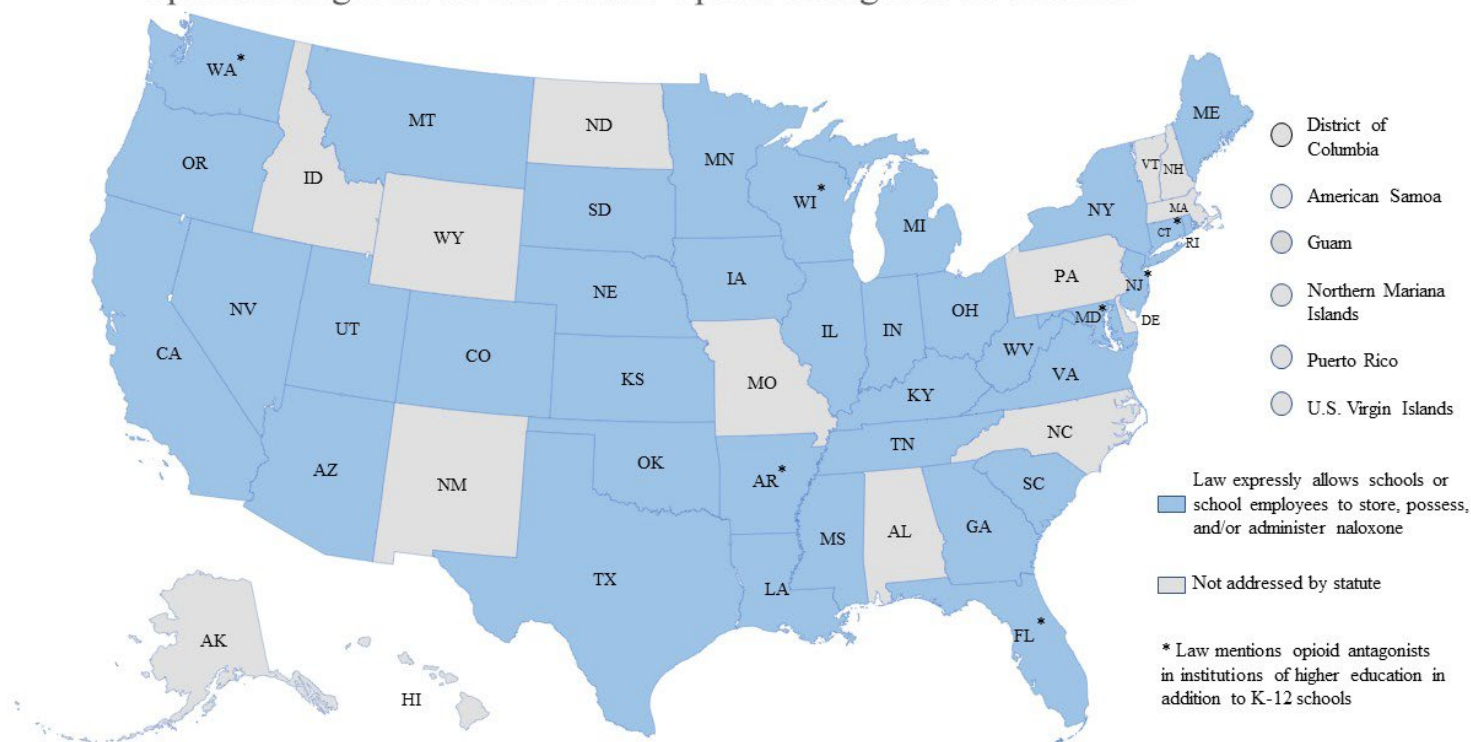 WA*
MT
ND
MN
ME
OR
ID
SD
WI*
MI
NY
VT
NH
MA
CT*
RI
WY
NV
UT
NE
IA
PA
NJ*
CA
CO
KS
MO
IL
IN
OH
WV
MD*
DE
VA
KY
AZ
NM
OK
AR*
TN
NC
SC
TX
LA
MS
AL
GA
FL*
AK
HI
District of
Columbia
American Samoa
Guam
Northern Mariana
Islands
Puerto Rico
U.S. Virgin Islands
Law expressly allows schools or
school employees to store, possess,
and/or administer naloxone
Not addressed by statute
* Law mentions opioid antagonists
in institutions of higher education in
addition to K-12 schools